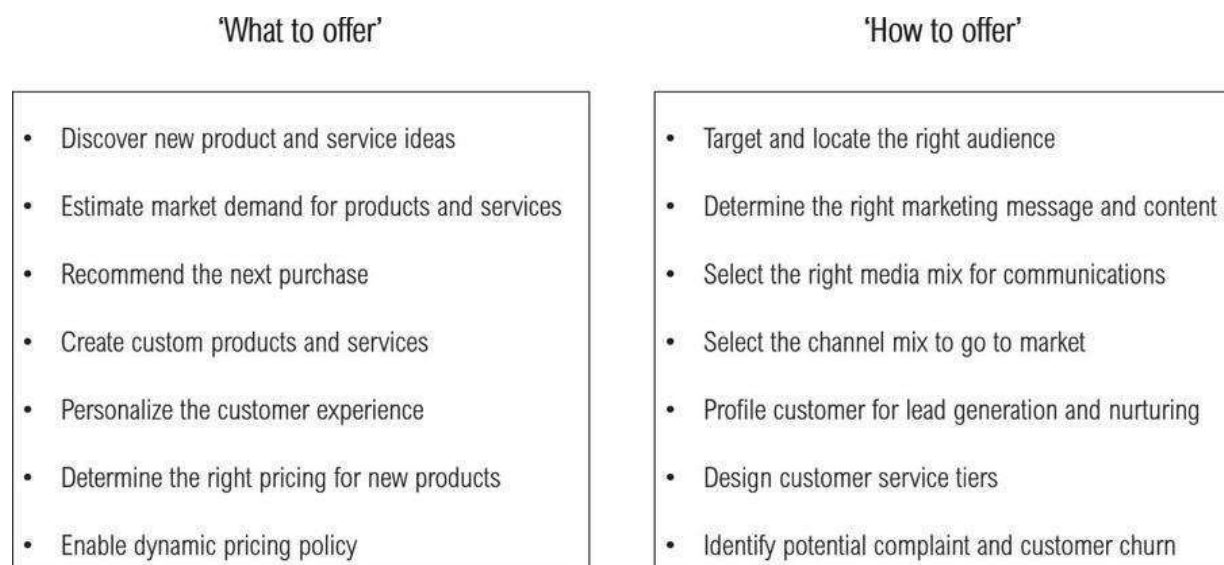 ‘What to offer’
• Discover new product and service ideas
• Estimate market demand for products and services
• Recommend the next purchase
• Create custom products and services
• Personalize the customer experience
• Determine the right pricing for new products
• Enable dynamic pricing policy
‘How to offer’
• Target and locate the right audience
• Determine the right marketing message and content
• Select the right media mix for communications
• Select the channel mix to go to market
• Profile customer for lead generation and nurturing
• Design customer service tiers
• Identify potential complaint and customer churn